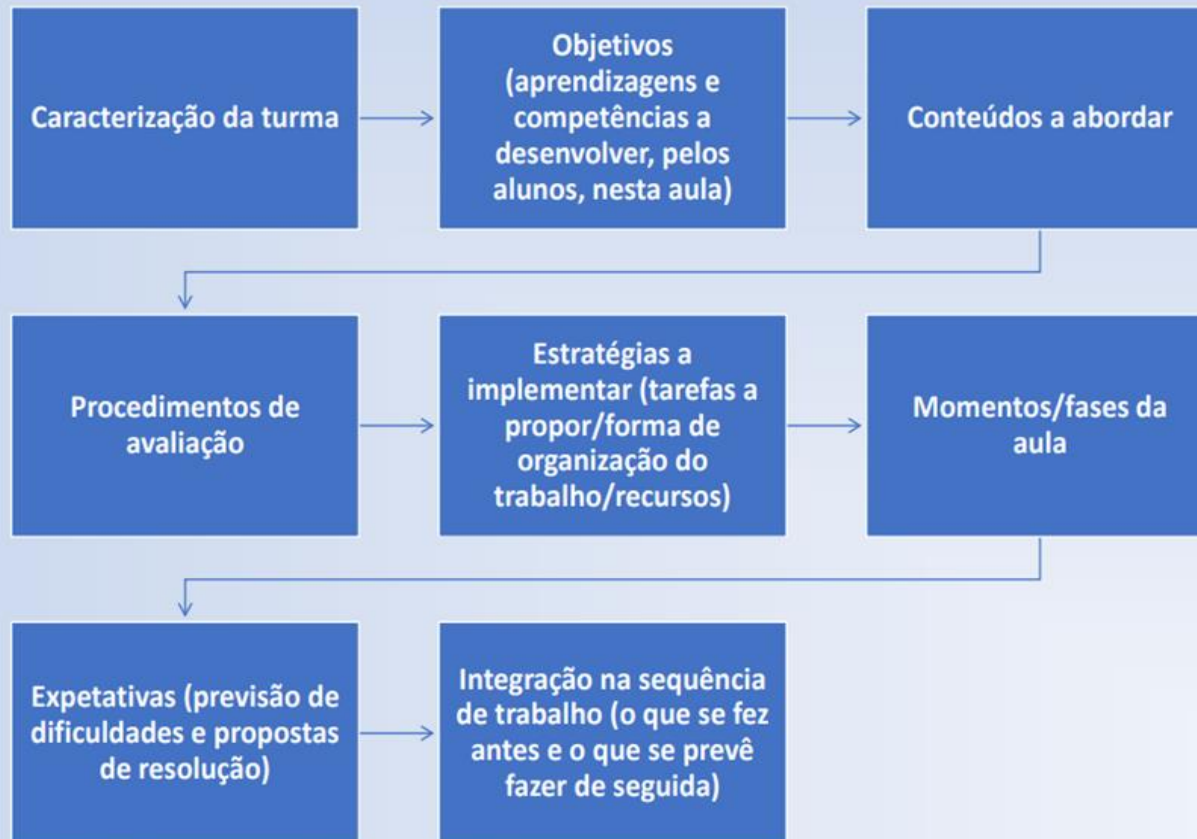 Caracterização da turma
Objetivos
(aprendizagens e
competências a
desenvolver, pelos
alunos, nesta aula)
Conteúdos a abordar
Procedimentos de
avaliação
Estratégias a
implementar (tarefas a
propor/forma de
organização do
trabalho/recursos)
Momentos/fases da
aula
Expetativas (previsão de
dificuldades e propostas
de resolução)
Integração na sequência
de trabalho (o que se fez
antes e o que se prevê
fazer de seguida)